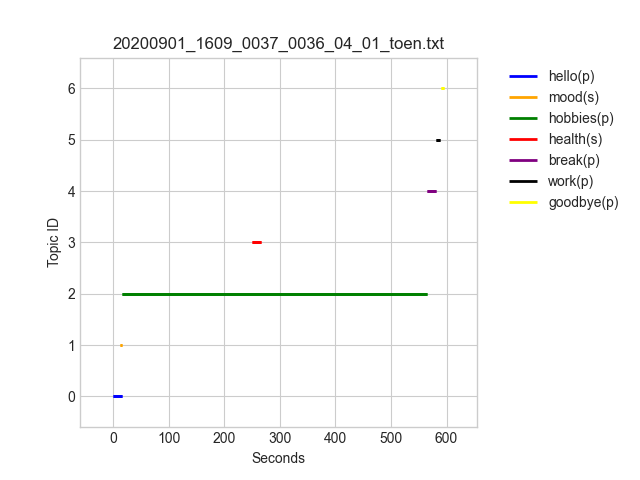 20200901_1609_0037_0036_04_01_toen.txt
6
5
4
3
2
1
0
Topic ID
0 100 200 300 400 500 600
Seconds
hello(p)
mood(s)
hobbies(p)
health(s)
break(p)
work(p)
goodbye(p)